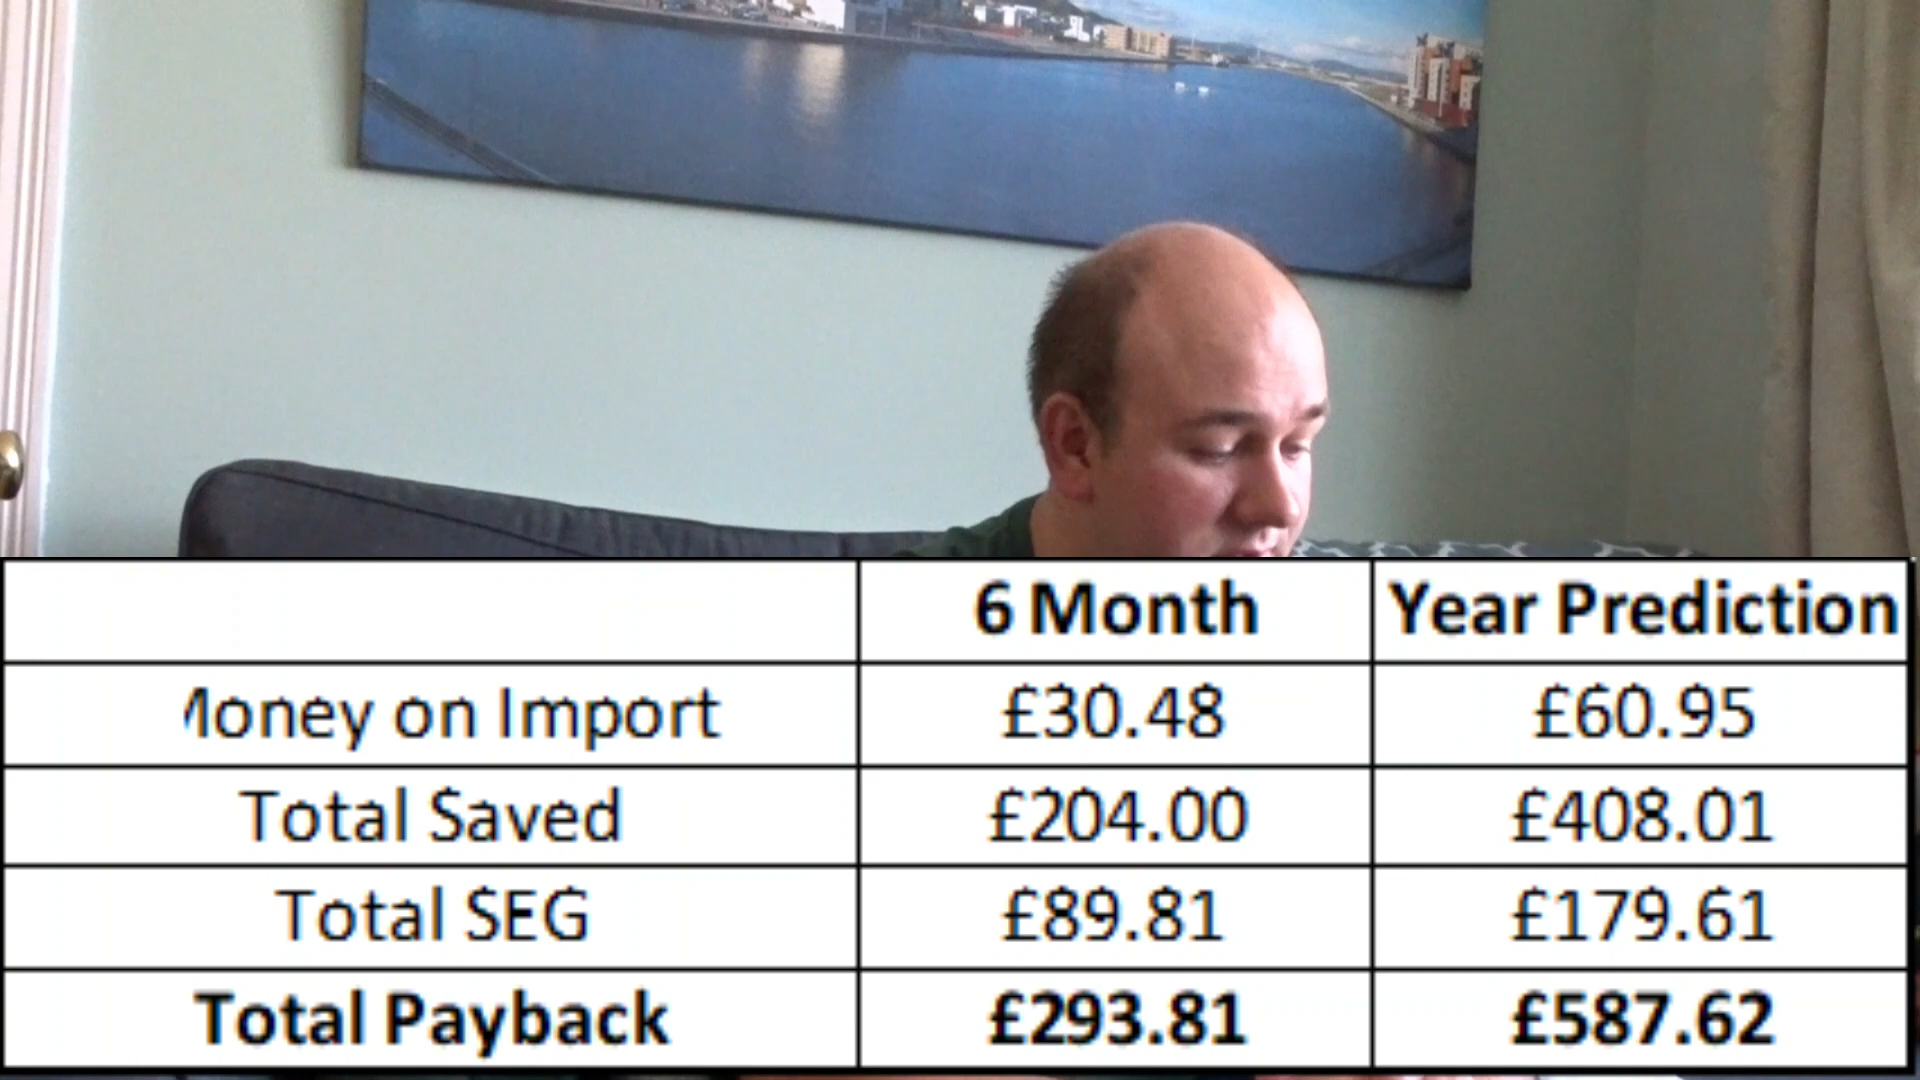 6 Month Year Prediction
Money on Import £30.48 £60.95
Total Saved £204.00 £408.01
Total SEG £89.81 £179.61
Total Payback £293.81 £587.62